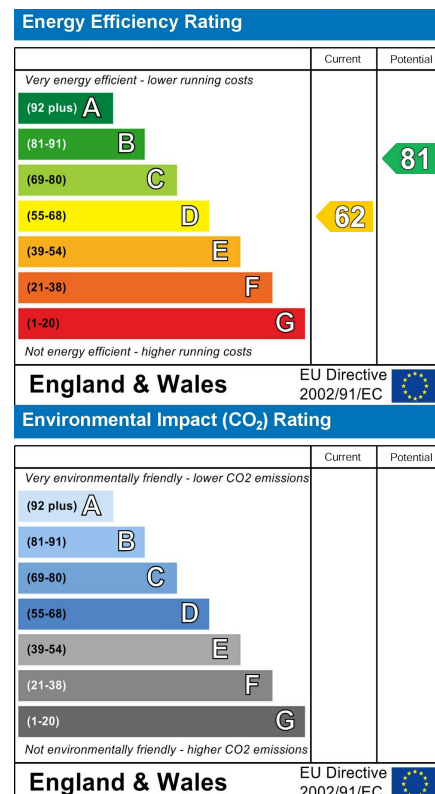 Energy Efficiency Rating
Current Potential
Very energy efficient - lower running costs
(92 plus) A
(81-91) B
81
(69-80) C
(55-68) D
62
(39-54) E
(21-38) F
(1-20) G
Not energy efficient - higher running costs
England & Wales
EU Directive
2002/91/EC
Environmental Impact (CO₂) Rating
Current Potential
Very environmentally friendly - lower CO2 emissions
(92 plus) A
(81-91) B
(69-80) C
(55-68) D
(39-54) E
(21-38) F
(1-20) G
Not environmentally friendly - higher CO2 emissions
England & Wales
EU Directive
2002/91/EC